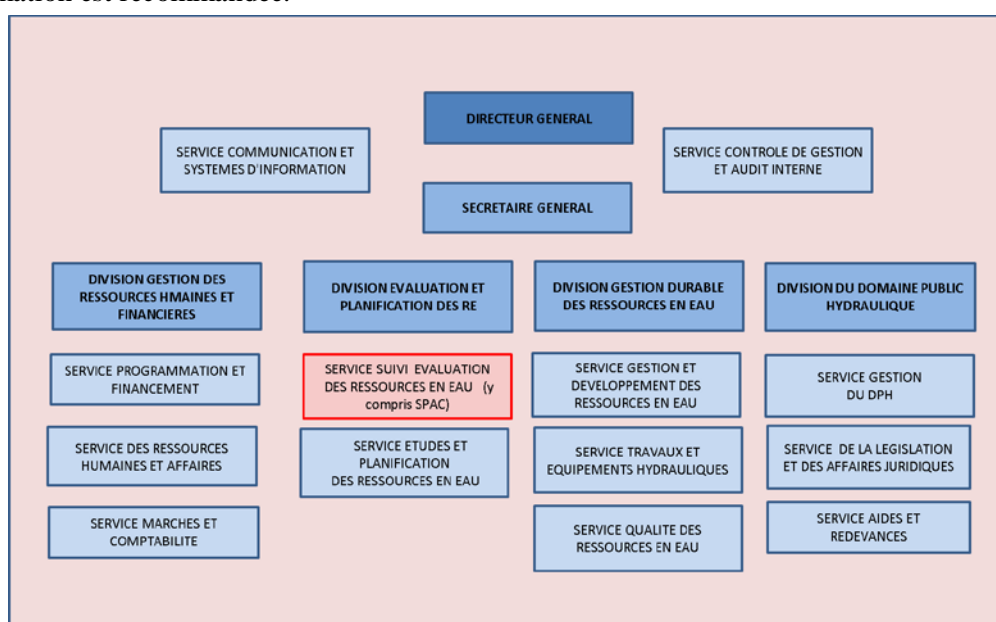 DIRECTEUR GENERAL
SERVICE COMMUNICATION ET
SYSTEMES D'INFORMATION
SERVICE CONTROLE DE GESTION
ET AUDIT INTERNE
SECRETAIRE GENERAL
DIVISION GESTION DES
RESSOURCES HMAINES ET
FINANCIERES
DIVISION EVALUATION ET
PLANIFICATION DES RE
DIVISION GESTION DURABLE
DES RESSOURCES EN EAU
DIVISION DU DOMAINE PUBLIC
HYDRAULIQUE
SERVICE PROGRAMMATION ET
FINANCEMENT
SERVICE DES RESSOURCES
HUMAINES ET AFFAIRES
SERVICE MARCHES ET
COMPTABILITE
SERVICE SUIVI EVALUATION
DES RESSOURCES EN EAU (y
compris SPAC)
SERVICE ETUDES ET
PLANIFICATION
DES RESSOURCES EN EAU
SERVICE GESTION ET
DEVELOPPEMENT DES
RESSOURCES EN EAU
SERVICE TRAVAUX ET
EQUIPEMENTS HYDRAULIQUES
SERVICE QUALITE DES
RESSOURCES EN EAU
SERVICE GESTION
DU DPH
SERVICE DE LA LEGISLATION
ET DES AFFAIRES JURIDIQUES
SERVICE AIDES ET
REDEVANCES